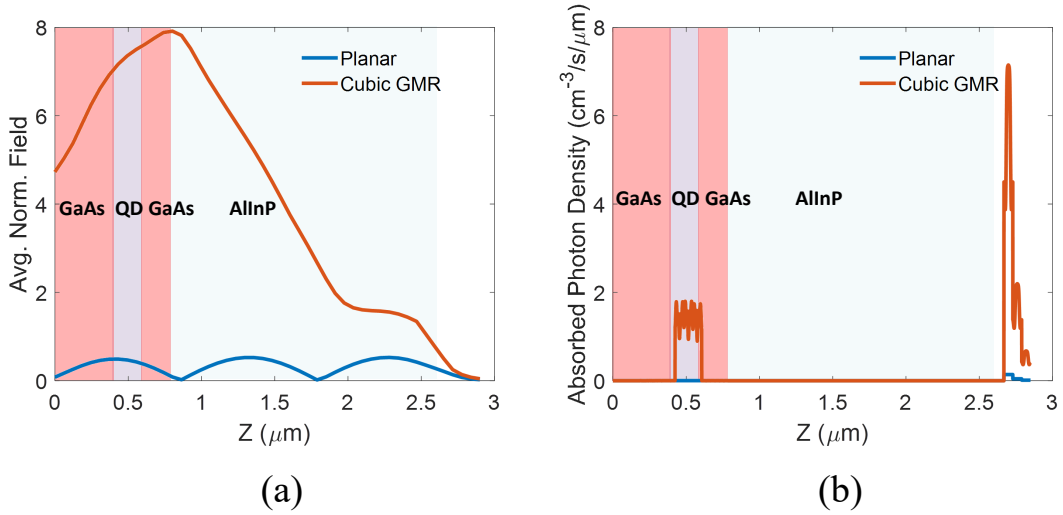 8
6
4
2
0
Avg. Norm. Field
Planar
Cubic GMR
GaAs QD GaAs AlInP
0 0.5 1 1.5 2 2.5 3
Z (μm)
(a)
8
6
4
2
0
Absorbed Photon Density (cm-3/s/μm)
Planar
Cubic GMR
GaAs QD GaAs AlInP
0 0.5 1 1.5 2 2.5 3
Z (μm)
(b)